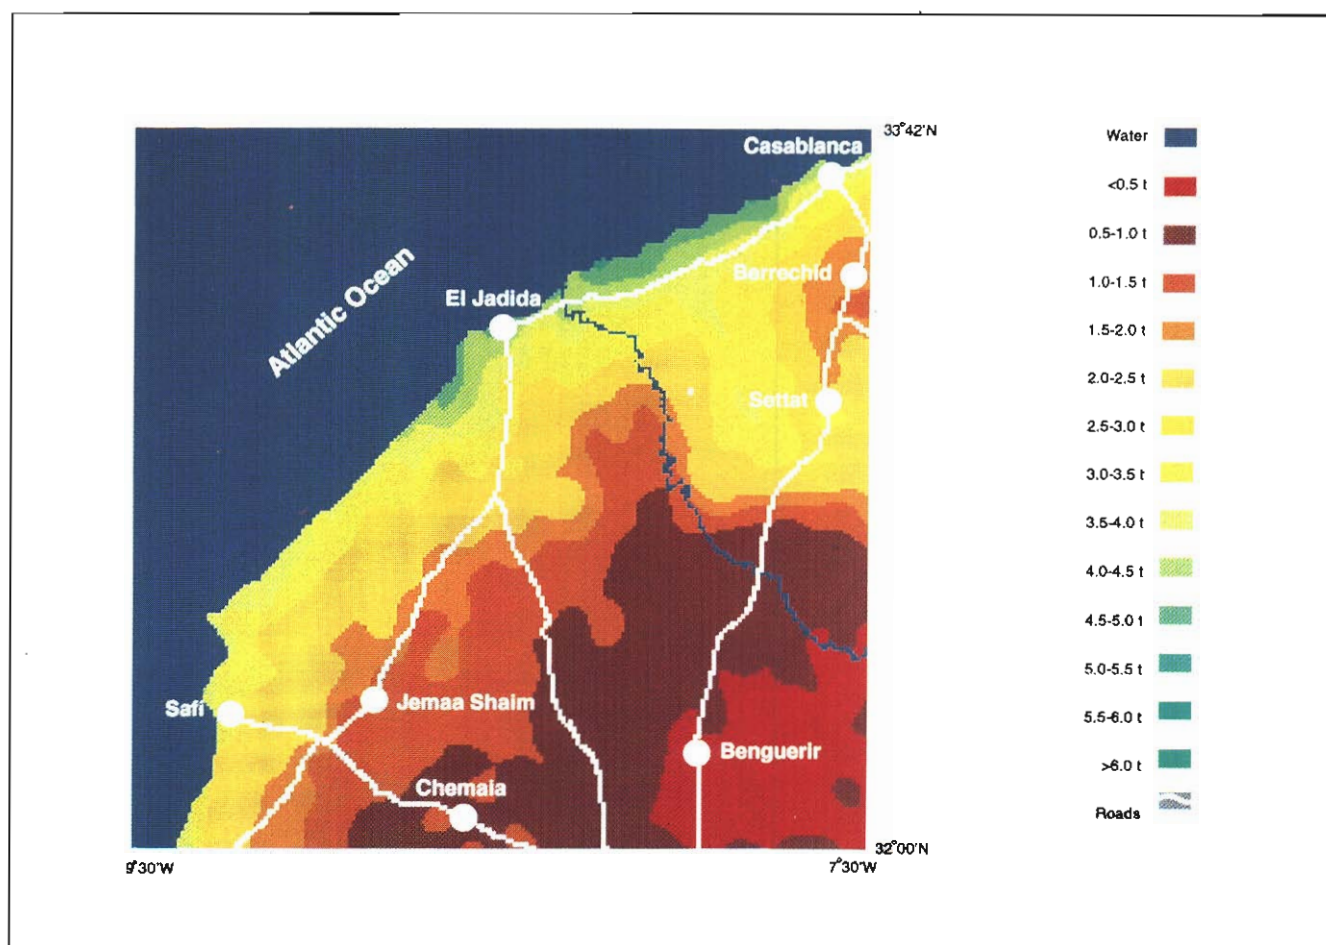 33°42'N
Casablanca
Berrechid
El Jadida
Atlantic Ocean
Settat
Safi
Jemaa Shaim
Benguerir
Chemaia
32°00'N
9°30'W
7°30'W
Water
<0.5 t
0.5-1.0 t
1.0-1.5 t
1.5-2.0 t
2.0-2.5 t
2.5-3.0 t
3.0-3.5 t
3.5-4.0 t
4.0-4.5 t
4.5-5.0 t
5.0-5.5 t
5.5-6.0 t
>6.0 t
Roads